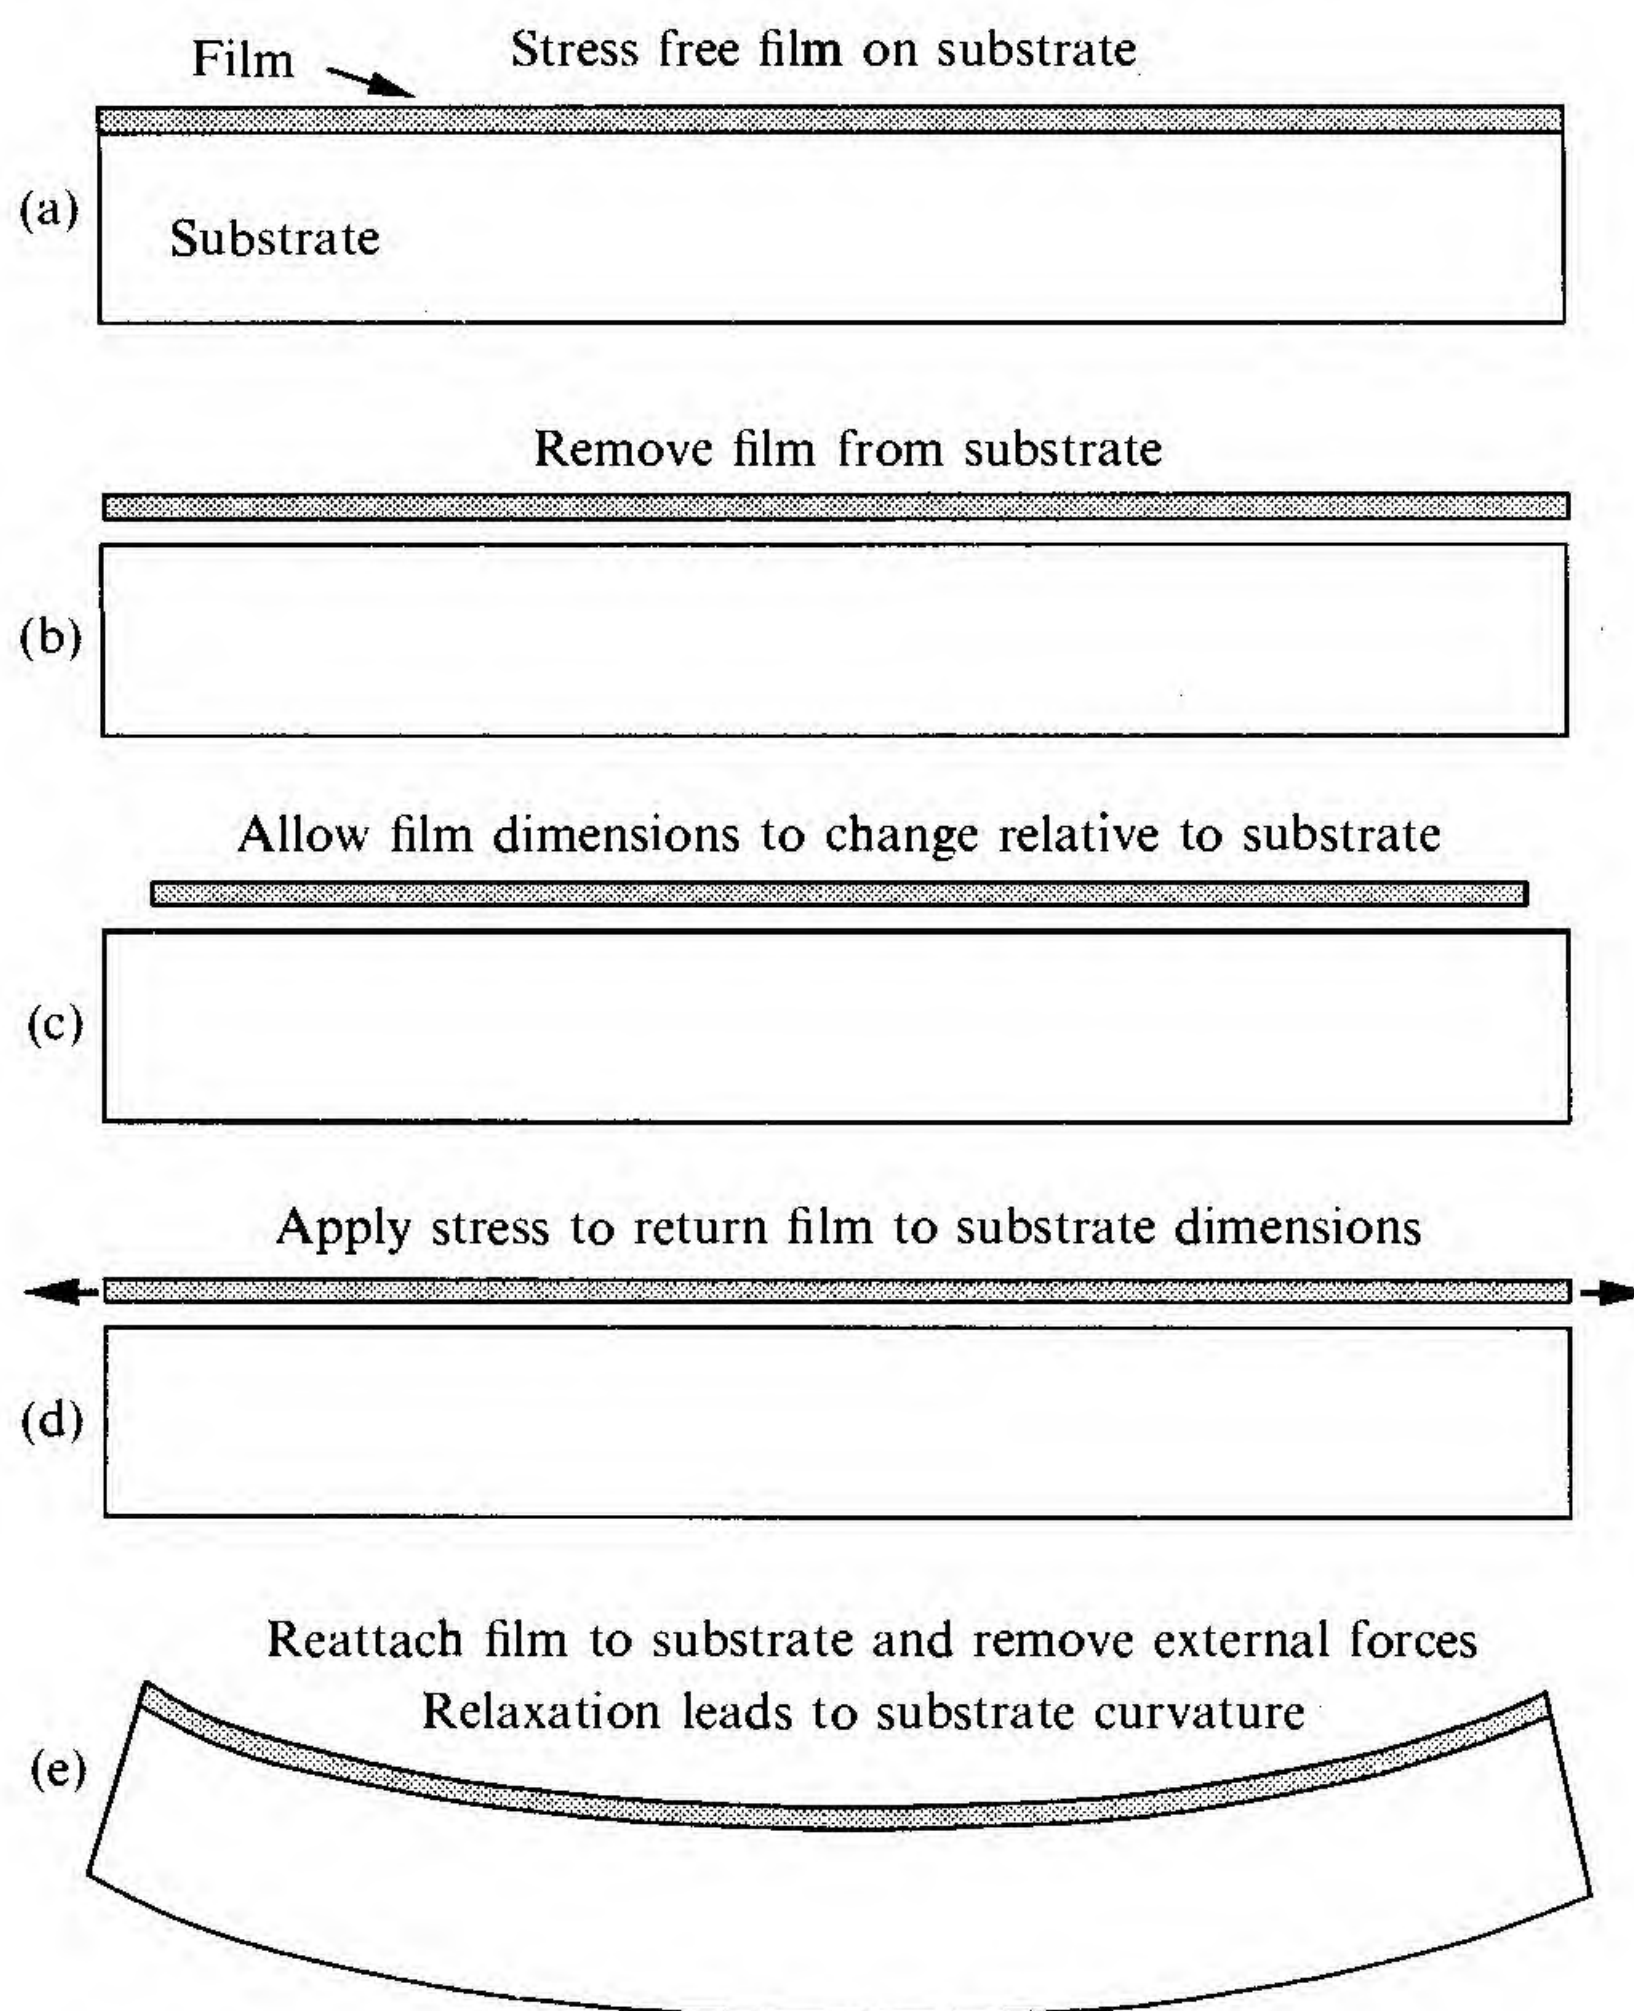 Film
Stress free film on substrate
(a)
Substrate
Remove film from substrate
(b)
Allow film dimensions to change relative to substrate
(c)
Apply stress to return film to substrate dimensions
(d)
Reattach film to substrate and remove external forces
Relaxation leads to substrate curvature
(e)